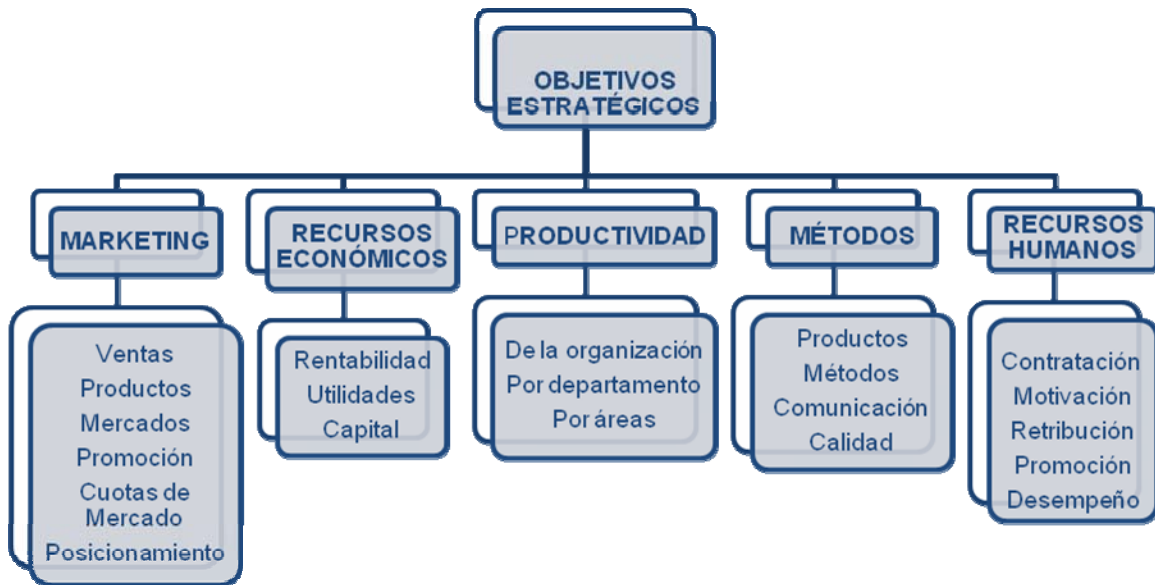 OBJETIVOS
ESTRATÉGICOS
MARKETING
Ventas
Productos
Mercados
Promoción
Cuotas de
Mercado
Posicionamiento
RECURSOS
ECONÓMICOS
Rentabilidad
Utilidades
Capital
PRODUCTIVIDAD
De la organización
Por departamento
Por áreas
MÉTODOS
Productos
Métodos
Comunicación
Calidad
RECURSOS
HUMANOS
Contratación
Motivación
Retribución
Promoción
Desempeño